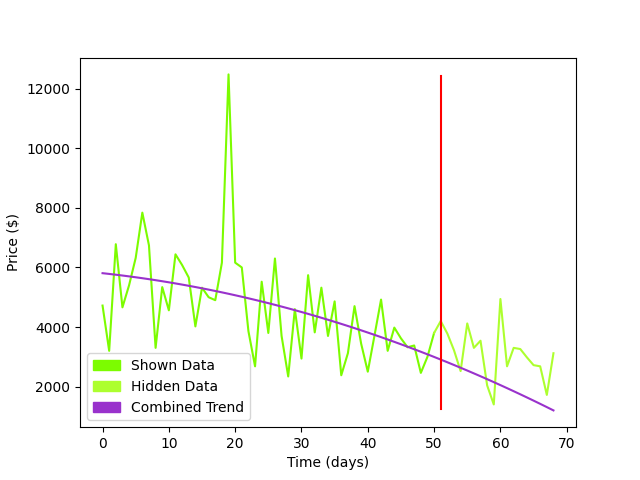 12000
10000
8000
6000
4000
2000
Price ($)
Shown Data
Hidden Data
Combined Trend
0 10 20 30 40 50 60 70
Time (days)